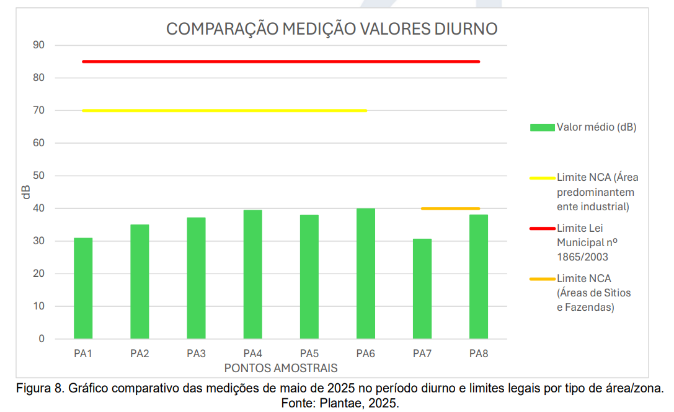 COMPARAÇÃO MEDIÇÃO VALORES DIURNO
90
80
70
60
50
40
30
20
10
0
dB
PA1 PA2 PA3 PA4 PA5 PA6 PA7 PA8
PONTOS AMOSTRAIS
Valor médio (dB)
Limite NCA (Área
predominantem
ente industrial)
Limite Lei
Municipal nº
1865/2003
Limite NCA
(Áreas de Sitios
e Fazendas)
Figura 8. Gráfico comparativo das medições de maio de 2025 no período diurno e limites legais por tipo de área/zona.
Fonte: Plantae, 2025.